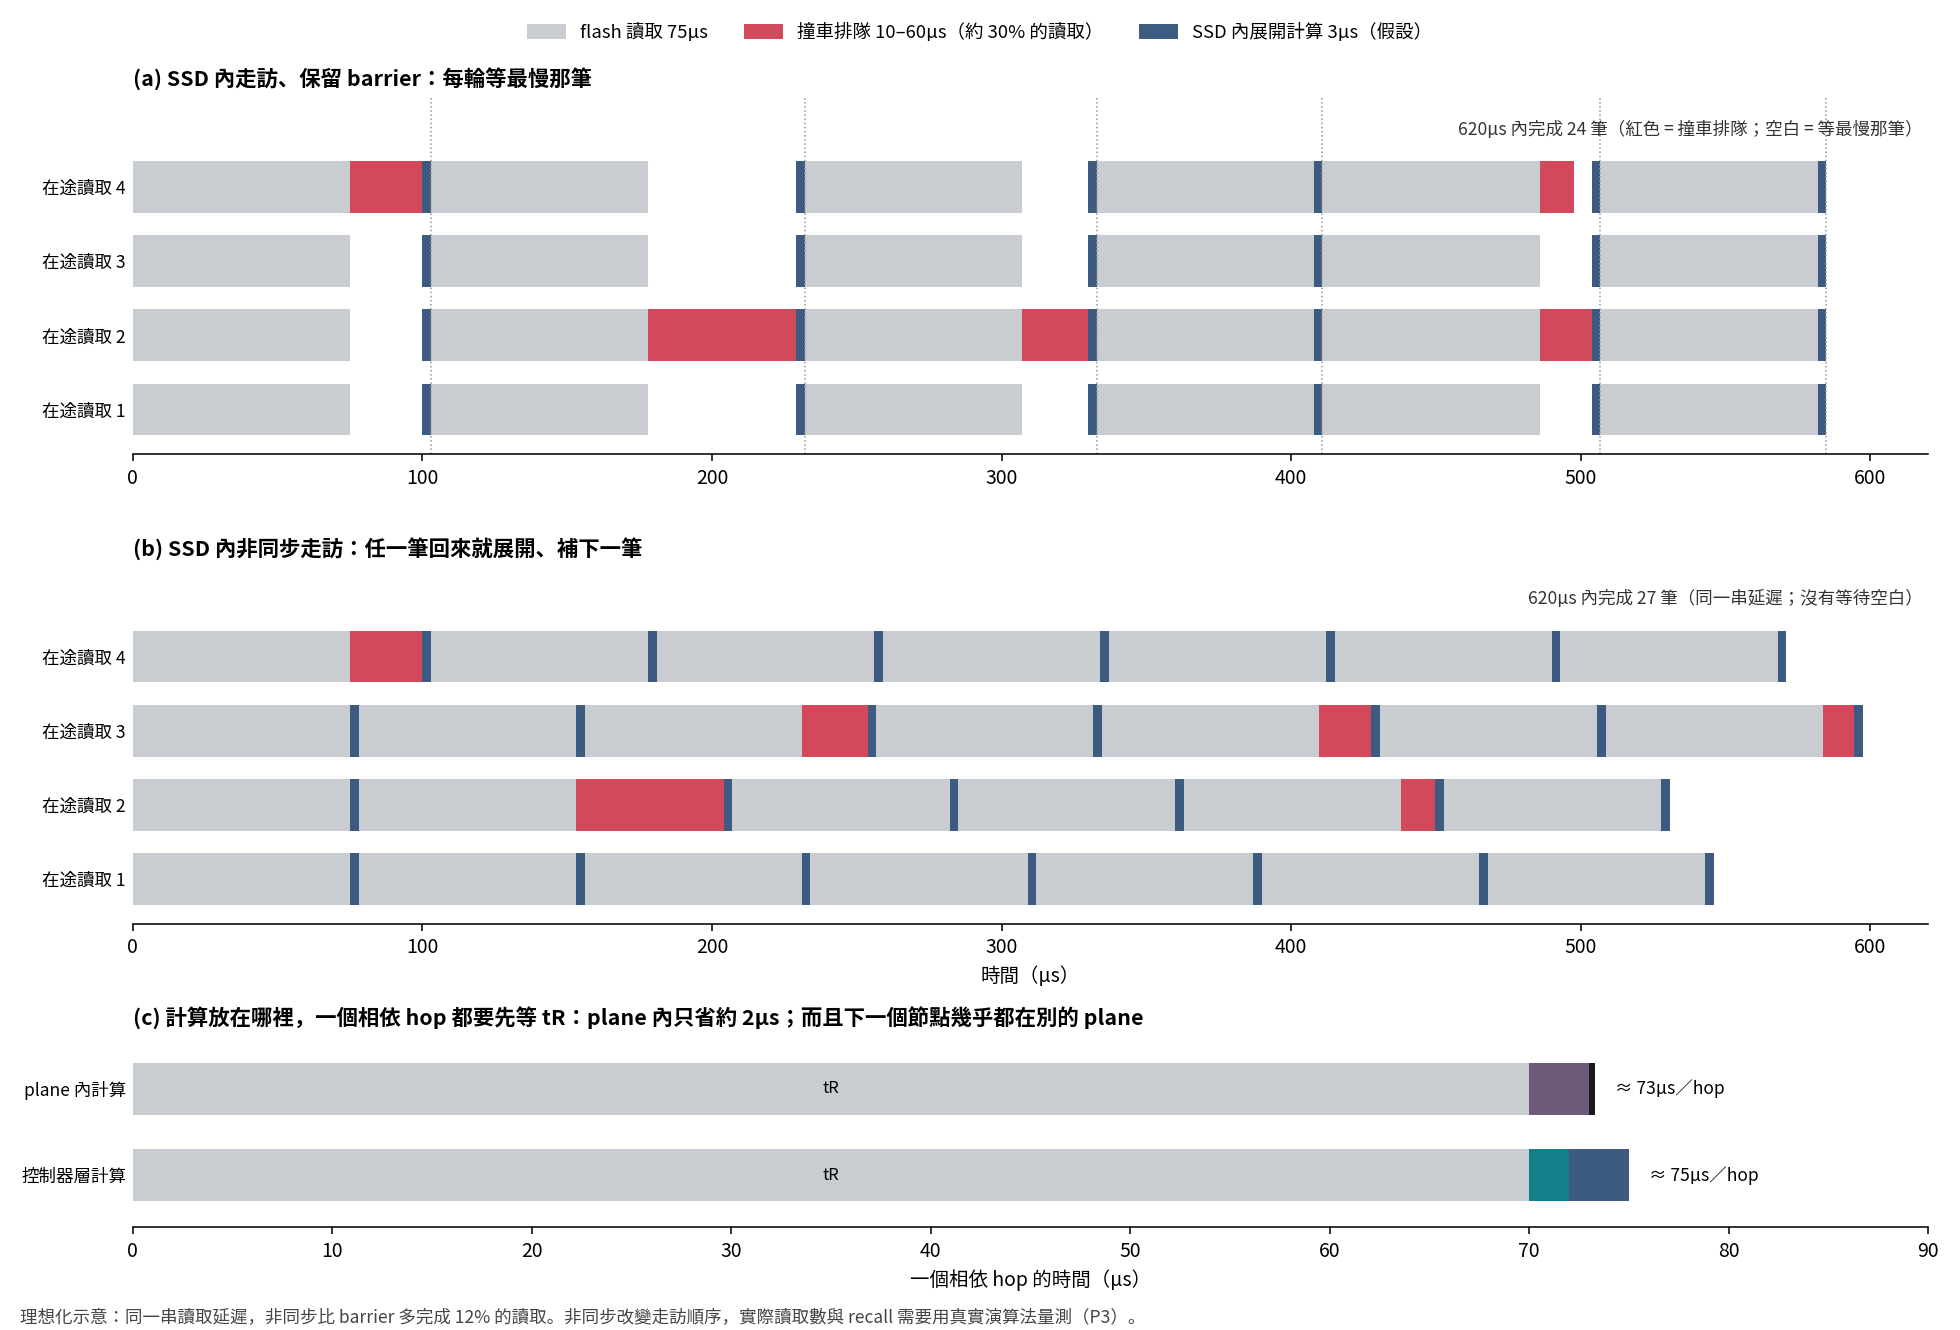 flash 讀取 75μs
撞車排隊 10–60μs（約 30% 的讀取）
SSD 內展開計算 3μs（假設）
(a) SSD 內走訪、保留 barrier：每輪等最慢那筆
620μs 內完成 24 筆（紅色 = 撞車排隊；空白 = 等最慢那筆）
在途讀取 4
在途讀取 3
在途讀取 2
在途讀取 1
0 100 200 300 400 500 600
(b) SSD 內非同步走訪：任一筆回來就展開、補下一筆
620μs 內完成 27 筆（同一串延遲；沒有等待空白）
在途讀取 4
在途讀取 3
在途讀取 2
在途讀取 1
0 100 200 300 400 500 600
時間（μs）
(c) 計算放在哪裡，一個相依 hop 都要先等 tR：plane 內只省約 2μs；而且下一個節點幾乎都在別的 plane
plane 內計算 tR ≈ 73μs／hop
控制器層計算 tR ≈ 75μs／hop
0 10 20 30 40 50 60 70 80 90
一個相依 hop 的時間（μs）
理想化示意：同一串讀取延遲，非同步比 barrier 多完成 12% 的讀取。非同步改變走訪順序，實際讀取數與 recall 需要用真實演算法量測（P3）。